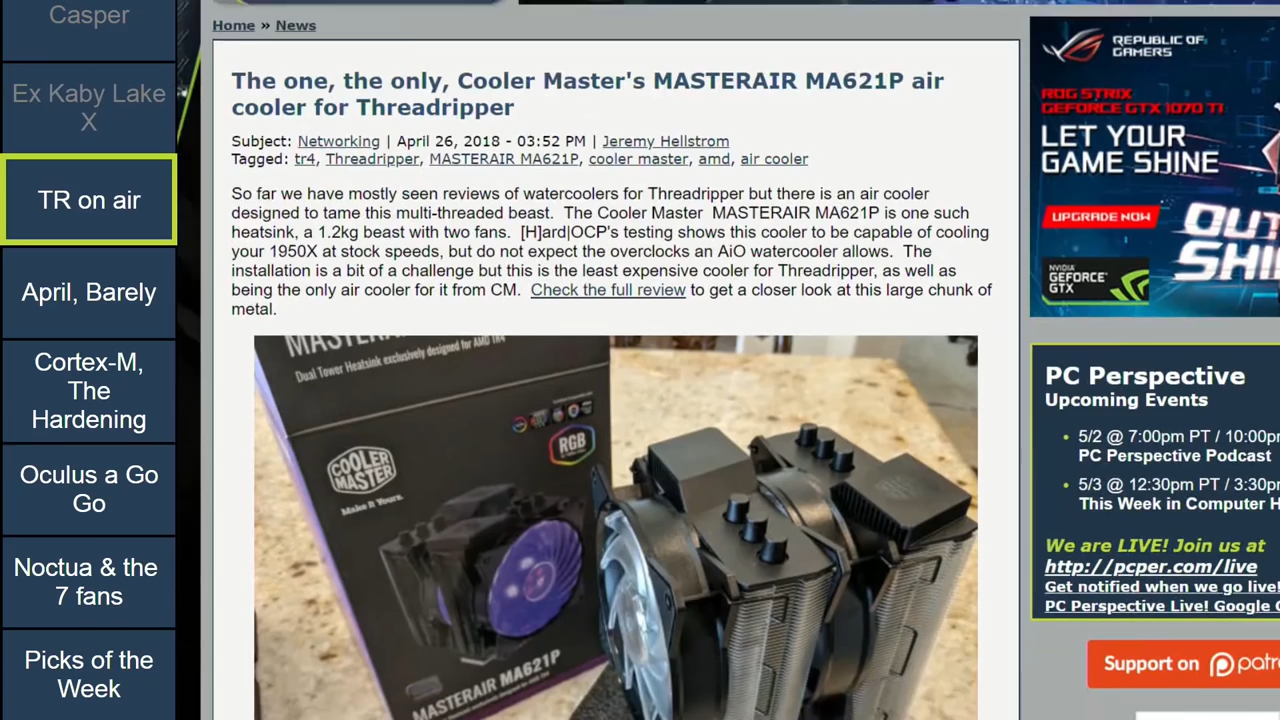 Casper
Ex Kaby Lake
X
TR on air
April, Barely
Cortex-M,
The
Hardening
Oculus a Go
Go
Noctua & the
7 fans
Picks of the
Week
Home » News
The one, the only, Cooler Master's MASTERAIR MA621P air
cooler for Threadripper
Subject: Networking | April 26, 2018 - 03:52 PM | Jeremy Hellstrom
Tagged: tr4, Threadripper, MASTERAIR MA621P, cooler master, amd, air cooler
So far we have mostly seen reviews of watercoolers for Threadripper but there is an air cooler
designed to tame this multi-threaded beast.  The Cooler Master  MASTERAIR MA621P is one such
heatsink, a 1.2kg beast with two fans.  [H]ard|OCP's testing shows this cooler to be capable of cooling
your 1950X at stock speeds, but do not expect the overclocks an AiO watercooler allows.  The
installation is a bit of a challenge but this is the least expensive cooler for Threadripper, as well as
being the only air cooler for it from CM.  Check the full review to get a closer look at this large chunk of
metal.
Dual Tower Heatsink exclusively designed for AMD TR4
RGB
COOLER
MASTER
Make It Yours.
MASTERAIR MA621P
REPUBLIC OF
GAMERS
ROG STRIX
GEFORCE GTX 1070 TI
LET YOUR
GAME SHINE
UPGRADE NOW
NVIDIA
GEFORCE
GTX
OUT
SHI
PC Perspective
Upcoming Events
5/2 @ 7:00pm PT / 10:00p
PC Perspective Podcast
5/3 @ 12:30pm PT / 3:30p
This Week in Computer H
We are LIVE! Join us at
http://pcper.com/live
Get notified when we go live!
PC Perspective Live! Google C
Support on patr